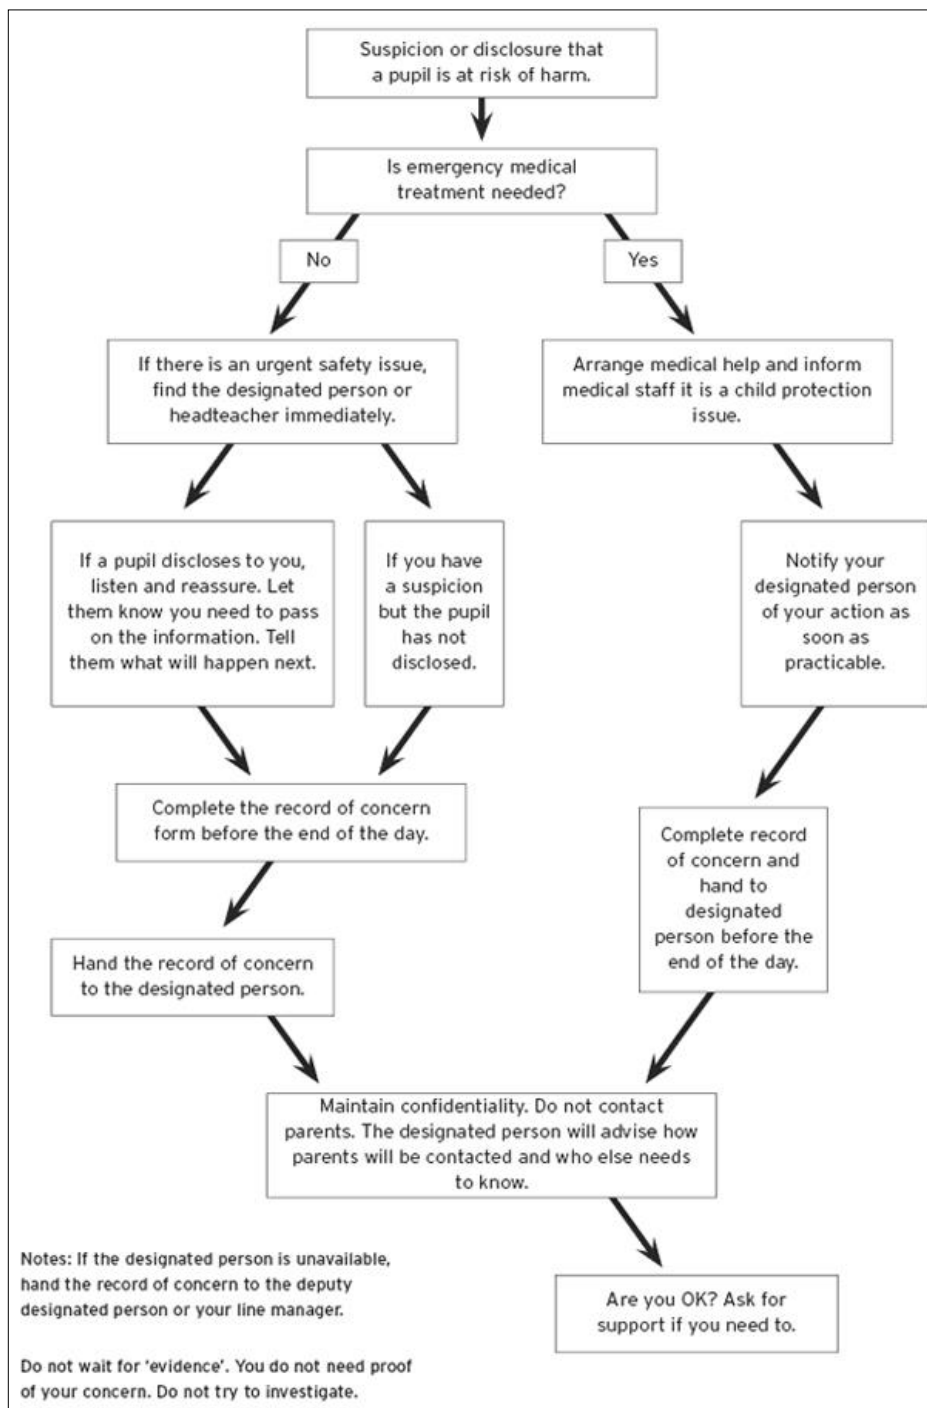 Suspicion or disclosure that
a pupil is at risk of harm.
Is emergency medical
treatment needed?
No
Yes
If there is an urgent safety issue,
find the designated person or
headteacher immediately.
Arrange medical help and inform
medical staff it is a child protection
issue.
If a pupil discloses to you,
listen and reassure. Let
them know you need to pass
on the information. Tell
them what will happen next.
If you have
a suspicion
but the pupil
has not
disclosed.
Notify your
designated person
of your action as
soon as
practicable.
Complete the record of concern
form before the end of the day.
Complete record
of concern and
hand to
designated
person before the
end of the day.
Hand the record of concern
to the designated person.
Maintain confidentiality. Do not contact
parents. The designated person will advise how
parents will be contacted and who else needs
to know.
Are you OK? Ask for
support if you need to.
Notes: If the designated person is unavailable,
hand the record of concern to the deputy
designated person or your line manager.
Do not wait for ‘evidence’. You do not need proof
of your concern. Do not try to investigate.